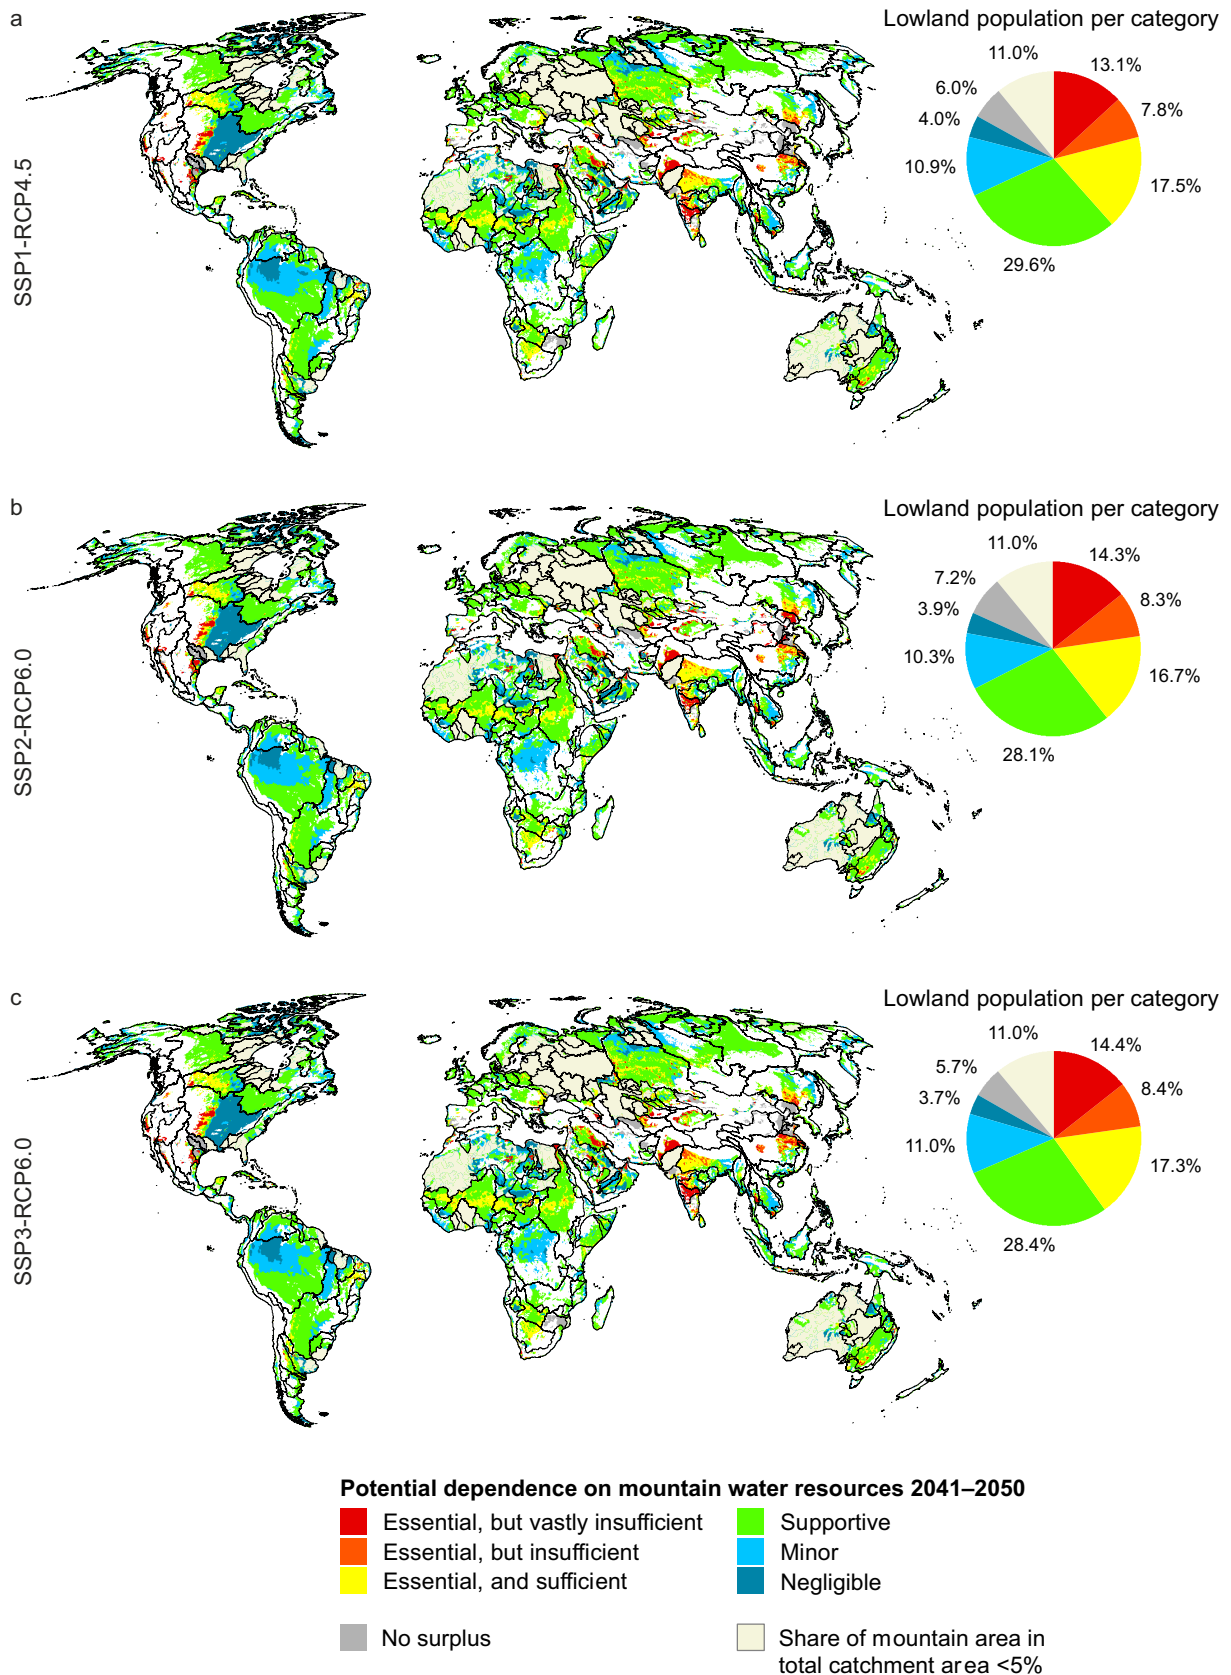 a
SSP1-RCP4.5
Lowland population per category
11.0%
13.1%
6.0%
7.8%
4.0%
10.9%
17.5%
29.6%
b
SSP2-RCP6.0
Lowland population per category
11.0%
14.3%
7.2%
8.3%
3.9%
10.3%
16.7%
28.1%
c
SSP3-RCP6.0
Lowland population per category
11.0%
14.4%
5.7%
8.4%
3.7%
11.0%
17.3%
28.4%
Potential dependence on mountain water resources 2041–2050
Essential, but vastly insufficient
Essential, but insufficient
Essential, and sufficient
Supportive
Minor
Negligible
No surplus
Share of mountain area in
total catchment area <5%